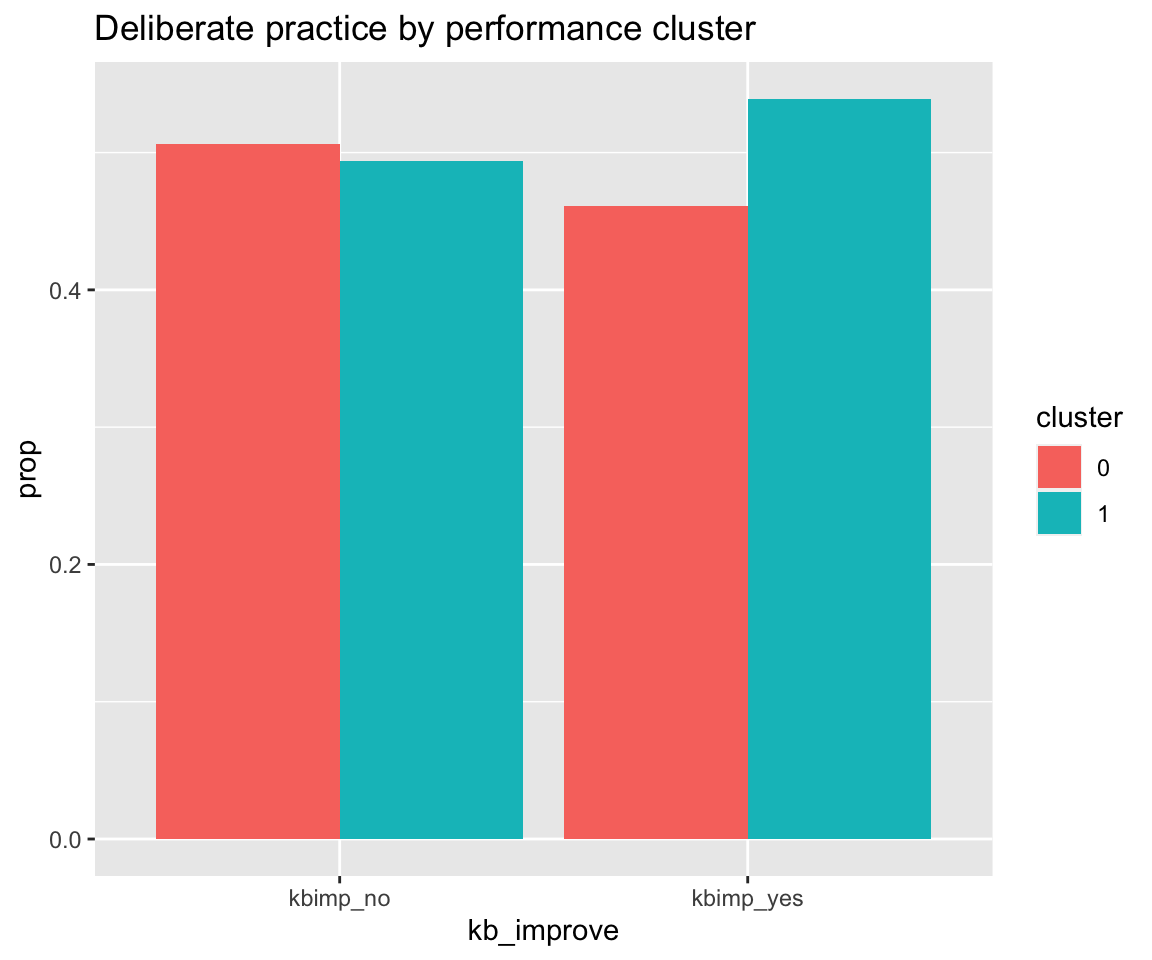 Deliberate practice by performance cluster
prop
0.4
0.2
0.0
kbimp_no
kbimp_yes
kb_improve
cluster
0
1